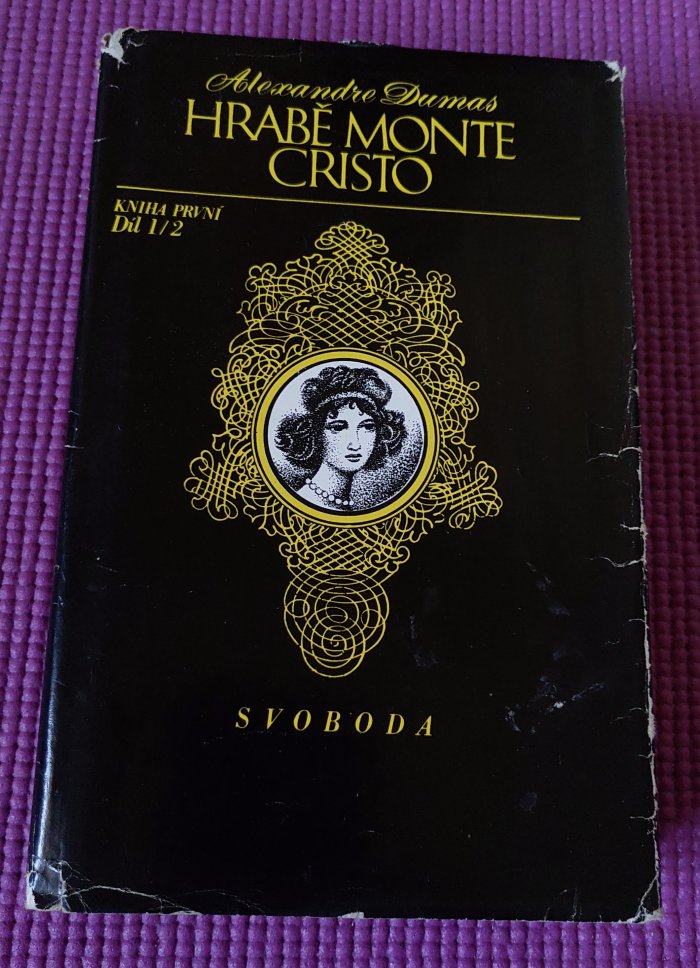 Alexandre Dumas
HRABĚ MONTE
CRISTO
KNIHA PRVNÍ
Díl 1/2
SVOBODA